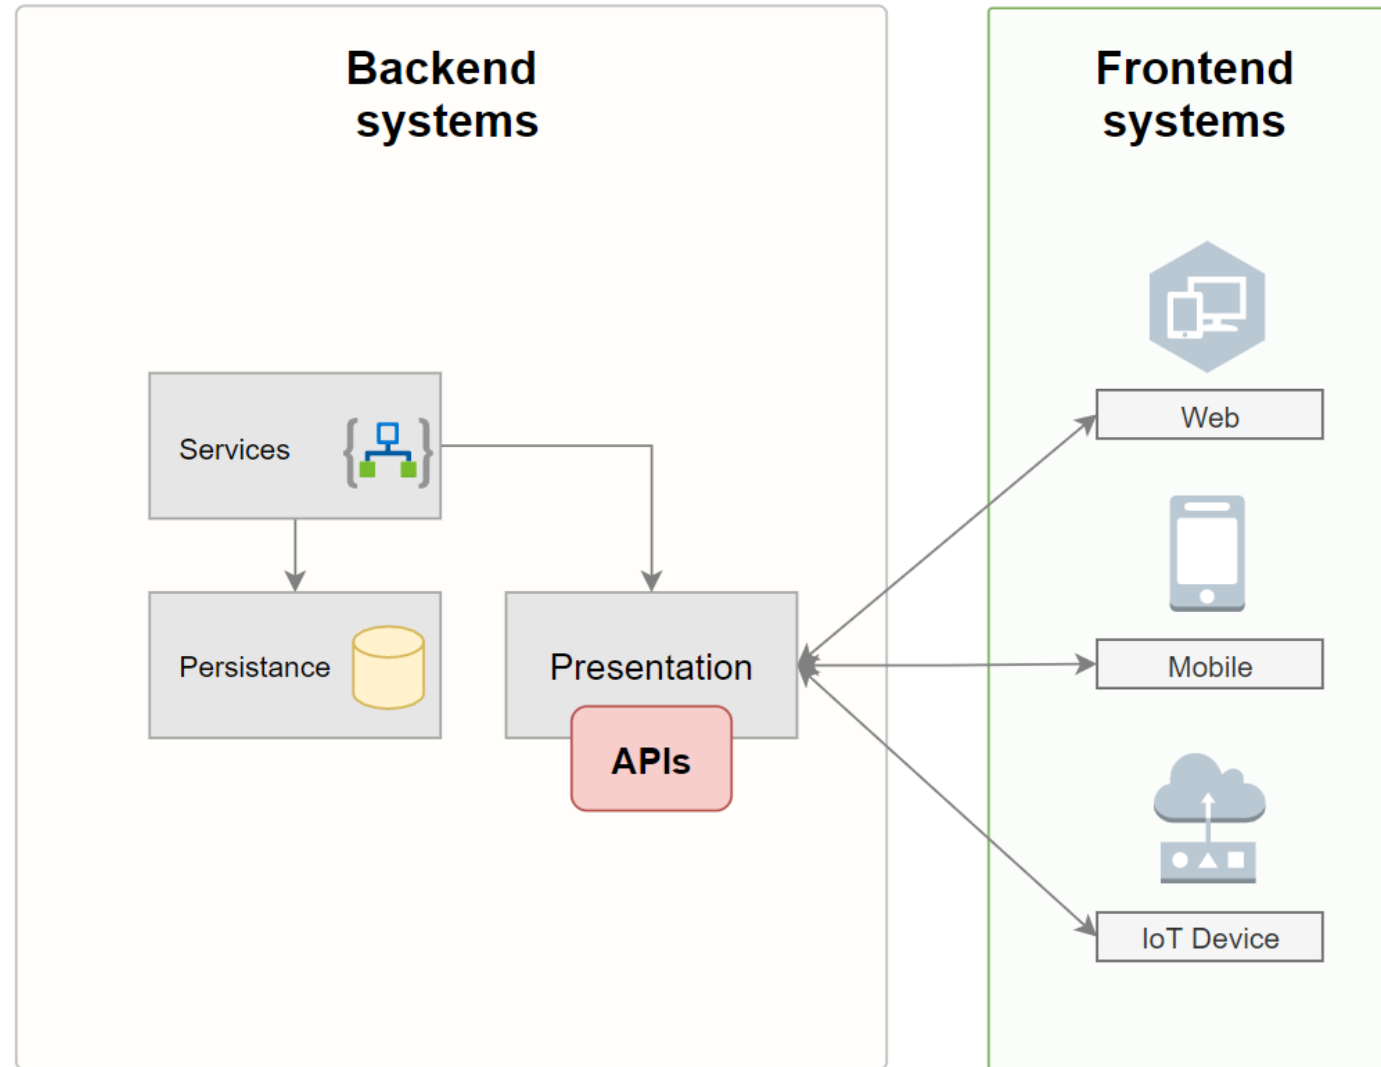 Backend
systems
Services
Persistance
Presentation
APIs
Frontend
systems
Web
Mobile
IoT Device